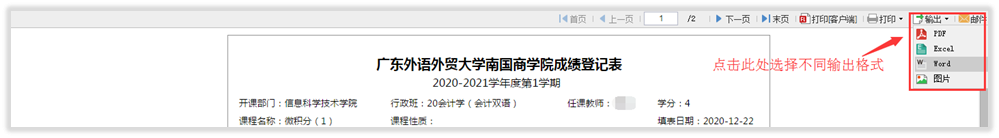 首页 上一页 1 /2 下一页 末页 打印[客户端] 打印 输出 邮件
PDF
Excel
Word
图片
点击此处选择不同输出格式
广东外语外贸大学南国商学院成绩登记表
2020-2021学年度第1学期
开课部门：信息科学技术学院 行政班：20会计学（会计双语） 任课教师： 学分：4
课程名称：微积分（1） 课程性质： 填表日期：2020-12-22